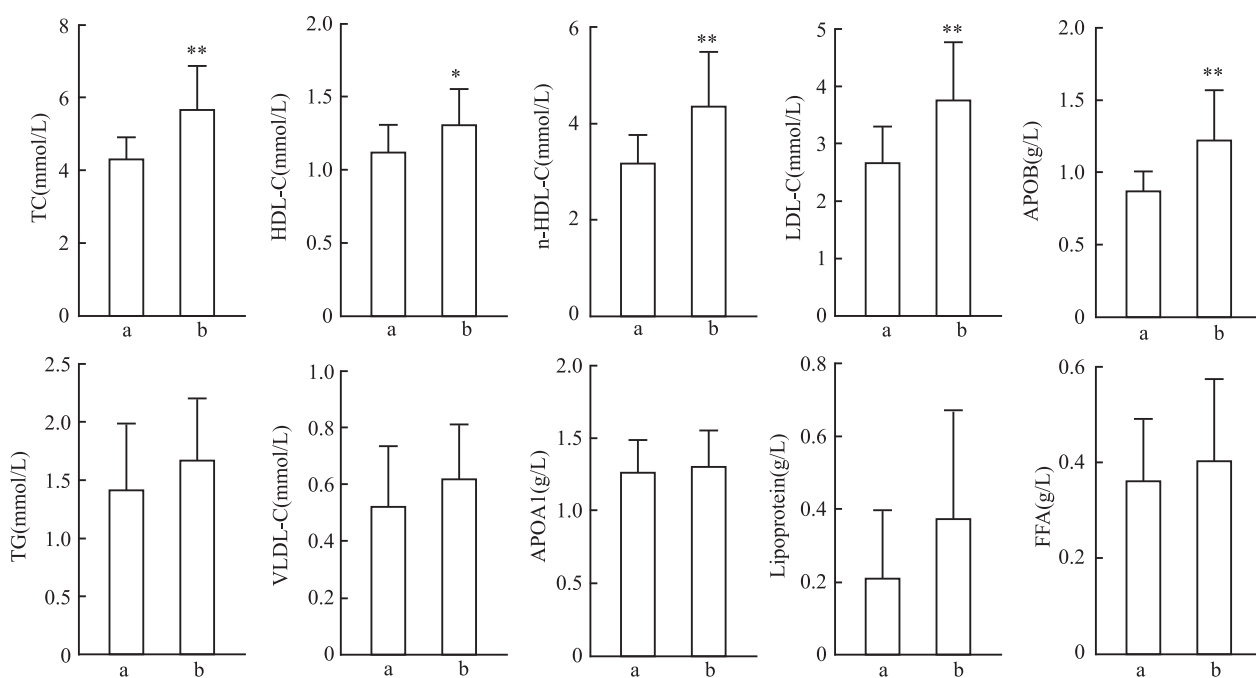 TC(mmol/L)
8
6
4
2
0
**
a
b
HDL-C(mmol/L)
2.0
1.5
1.0
0.5
0
*
a
b
n-HDL-C(mmol/L)
6
4
2
0
**
a
b
LDL-C(mmol/L)
5
4
3
2
1
0
**
a
b
APOB(g/L)
2.0
1.5
1.0
0.5
0
**
a
b
TG(mmol/L)
2.5
2.0
1.5
1.0
0.5
0
a
b
VLDL-C(mmol/L)
1.0
0.8
0.6
0.4
0.2
0
a
b
APOA1(g/L)
2.0
1.5
1.0
0.5
0
a
b
Lipoprotein(g/L)
0.8
0.6
0.4
0.2
0
a
b
FFA(g/L)
0.6
0.4
0.2
0
a
b